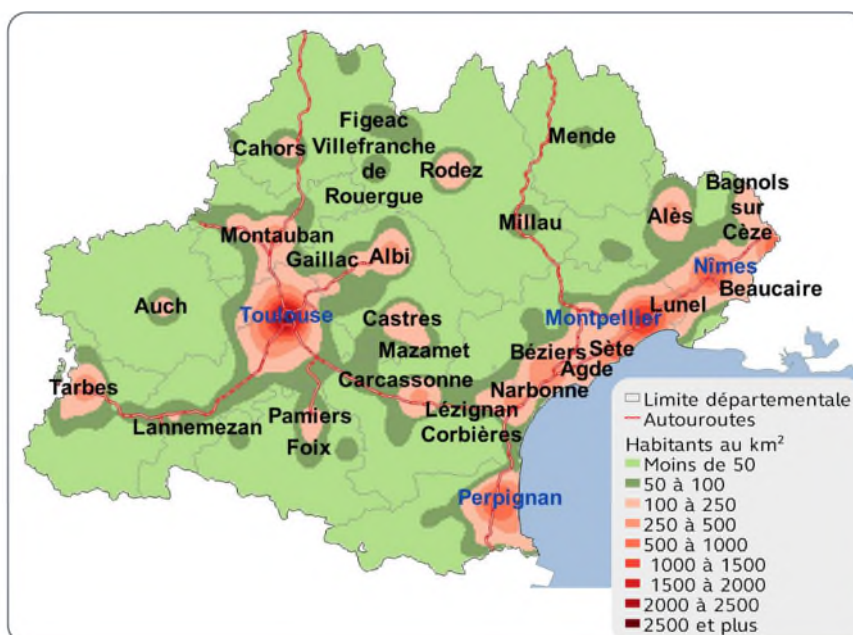 Figeac
Cahors
Villefranche
de
Rouergue
Rodez
Mende
Bagnols
sur
Cèze
Alès
Millau
Montauban
Gaillac
Albi
Nîmes
Beaucaire
Auch
Toulouse
Castres
Mazamet
Montpellier
Lunel
Béziers
Sète
Agde
Tarbes
Carcassonne
Narbonne
Lannemezan
Pamiers
Foix
Lézignan
Corbières
Perpignan
Limite départementale
Autouroutes
Habitants au km²
Moins de 50
50 à 100
100 à 250
250 à 500
500 à 1000
1000 à 1500
1500 à 2000
2000 à 2500
2500 et plus